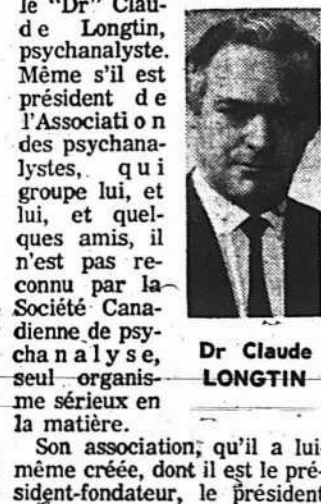 le "Dr" Clau-
de Longtin,
psychanalyste.
Même s'il est
président de
l'Association
des psychana-
lystes, qui
groupe lui, et
lui, et quel-
ques amis, il
n'est pas re-
connu par la
Société Cana-
dienne de psy-
chanalyse,
seul organis-
me sérieux en
la matière.
Dr Claude
LONGTIN
Son association, qu'il a lui-
même créée, dont il est le pré-
sident-fondateur, le président